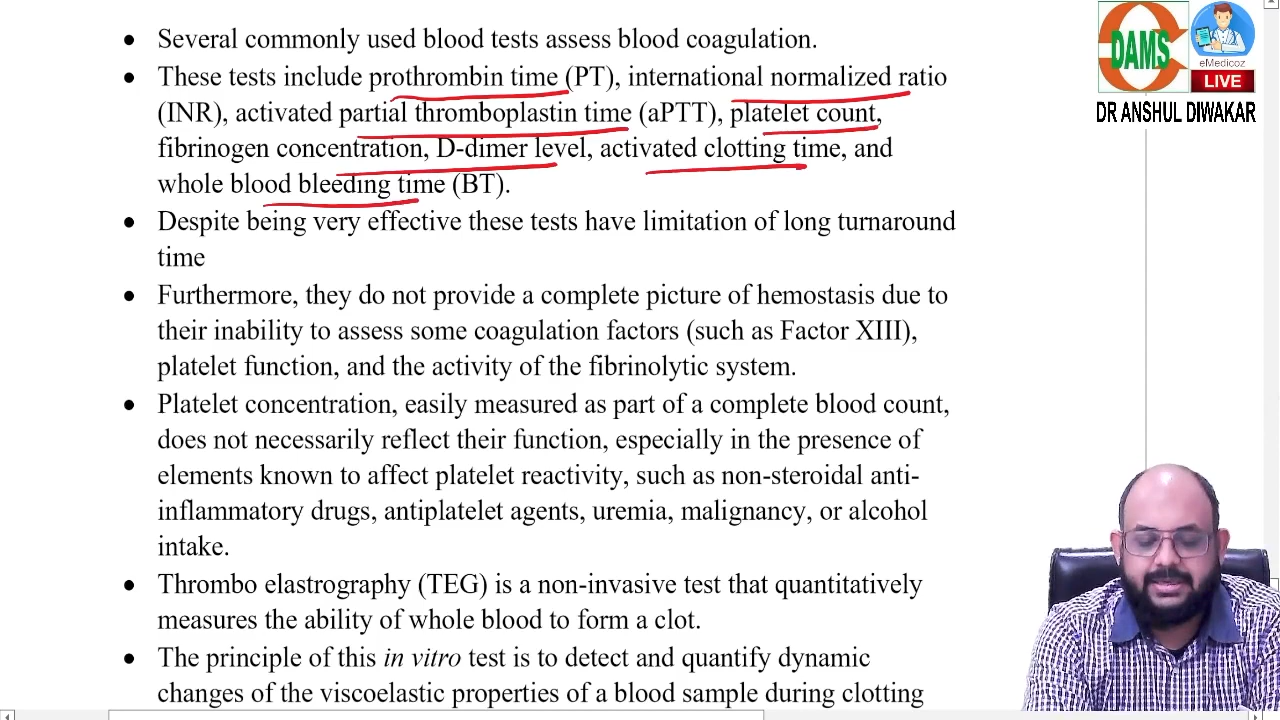 • Several commonly used blood tests assess blood coagulation.
• These tests include prothrombin time (PT), international normalized ratio
(INR), activated partial thromboplastin time (aPTT), platelet count,
fibrinogen concentration, D-dimer level, activated clotting time, and
whole blood bleeding time (BT).
• Despite being very effective these tests have limitation of long turnaround
time
• Furthermore, they do not provide a complete picture of hemostasis due to
their inability to assess some coagulation factors (such as Factor XIII),
platelet function, and the activity of the fibrinolytic system.
• Platelet concentration, easily measured as part of a complete blood count,
does not necessarily reflect their function, especially in the presence of
elements known to affect platelet reactivity, such as non-steroidal anti-
inflammatory drugs, antiplatelet agents, uremia, malignancy, or alcohol
intake.
• Thrombo elastrography (TEG) is a non-invasive test that quantitatively
measures the ability of whole blood to form a clot.
• The principle of this in vitro test is to detect and quantify dynamic
changes of the viscoelastic properties of a blood sample during clotting
DAMS
eMedicoz
LIVE
DR ANSHUL DIWAKAR